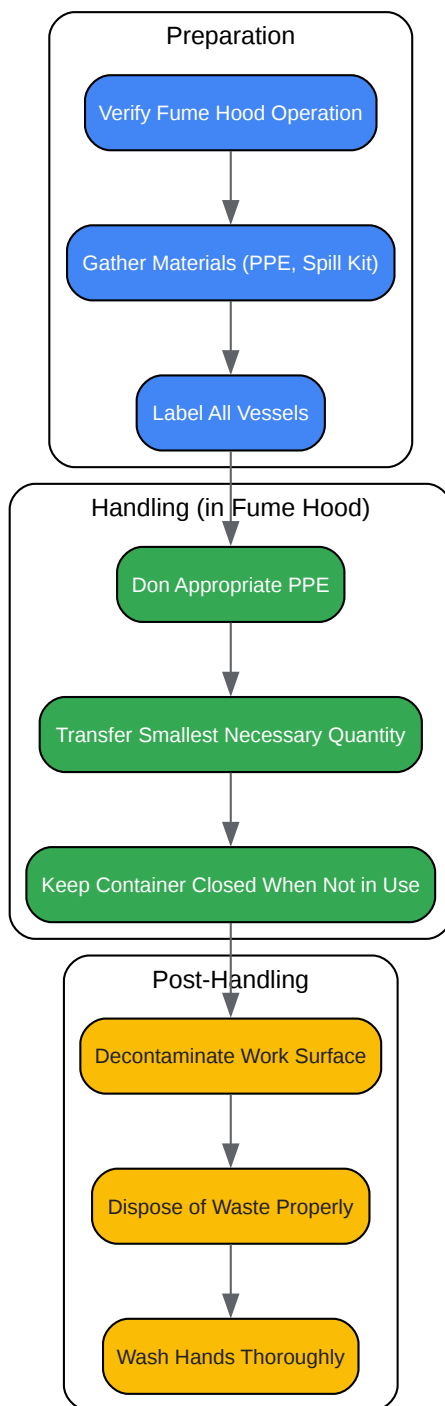 Preparation
Verify Fume Hood Operation
Gather Materials (PPE, Spill Kit)
Label All Vessels
Handling (in Fume Hood)
Don Appropriate PPE
Transfer Smallest Necessary Quantity
Keep Container Closed When Not in Use
Post-Handling
Decontaminate Work Surface
Dispose of Waste Properly
Wash Hands Thoroughly